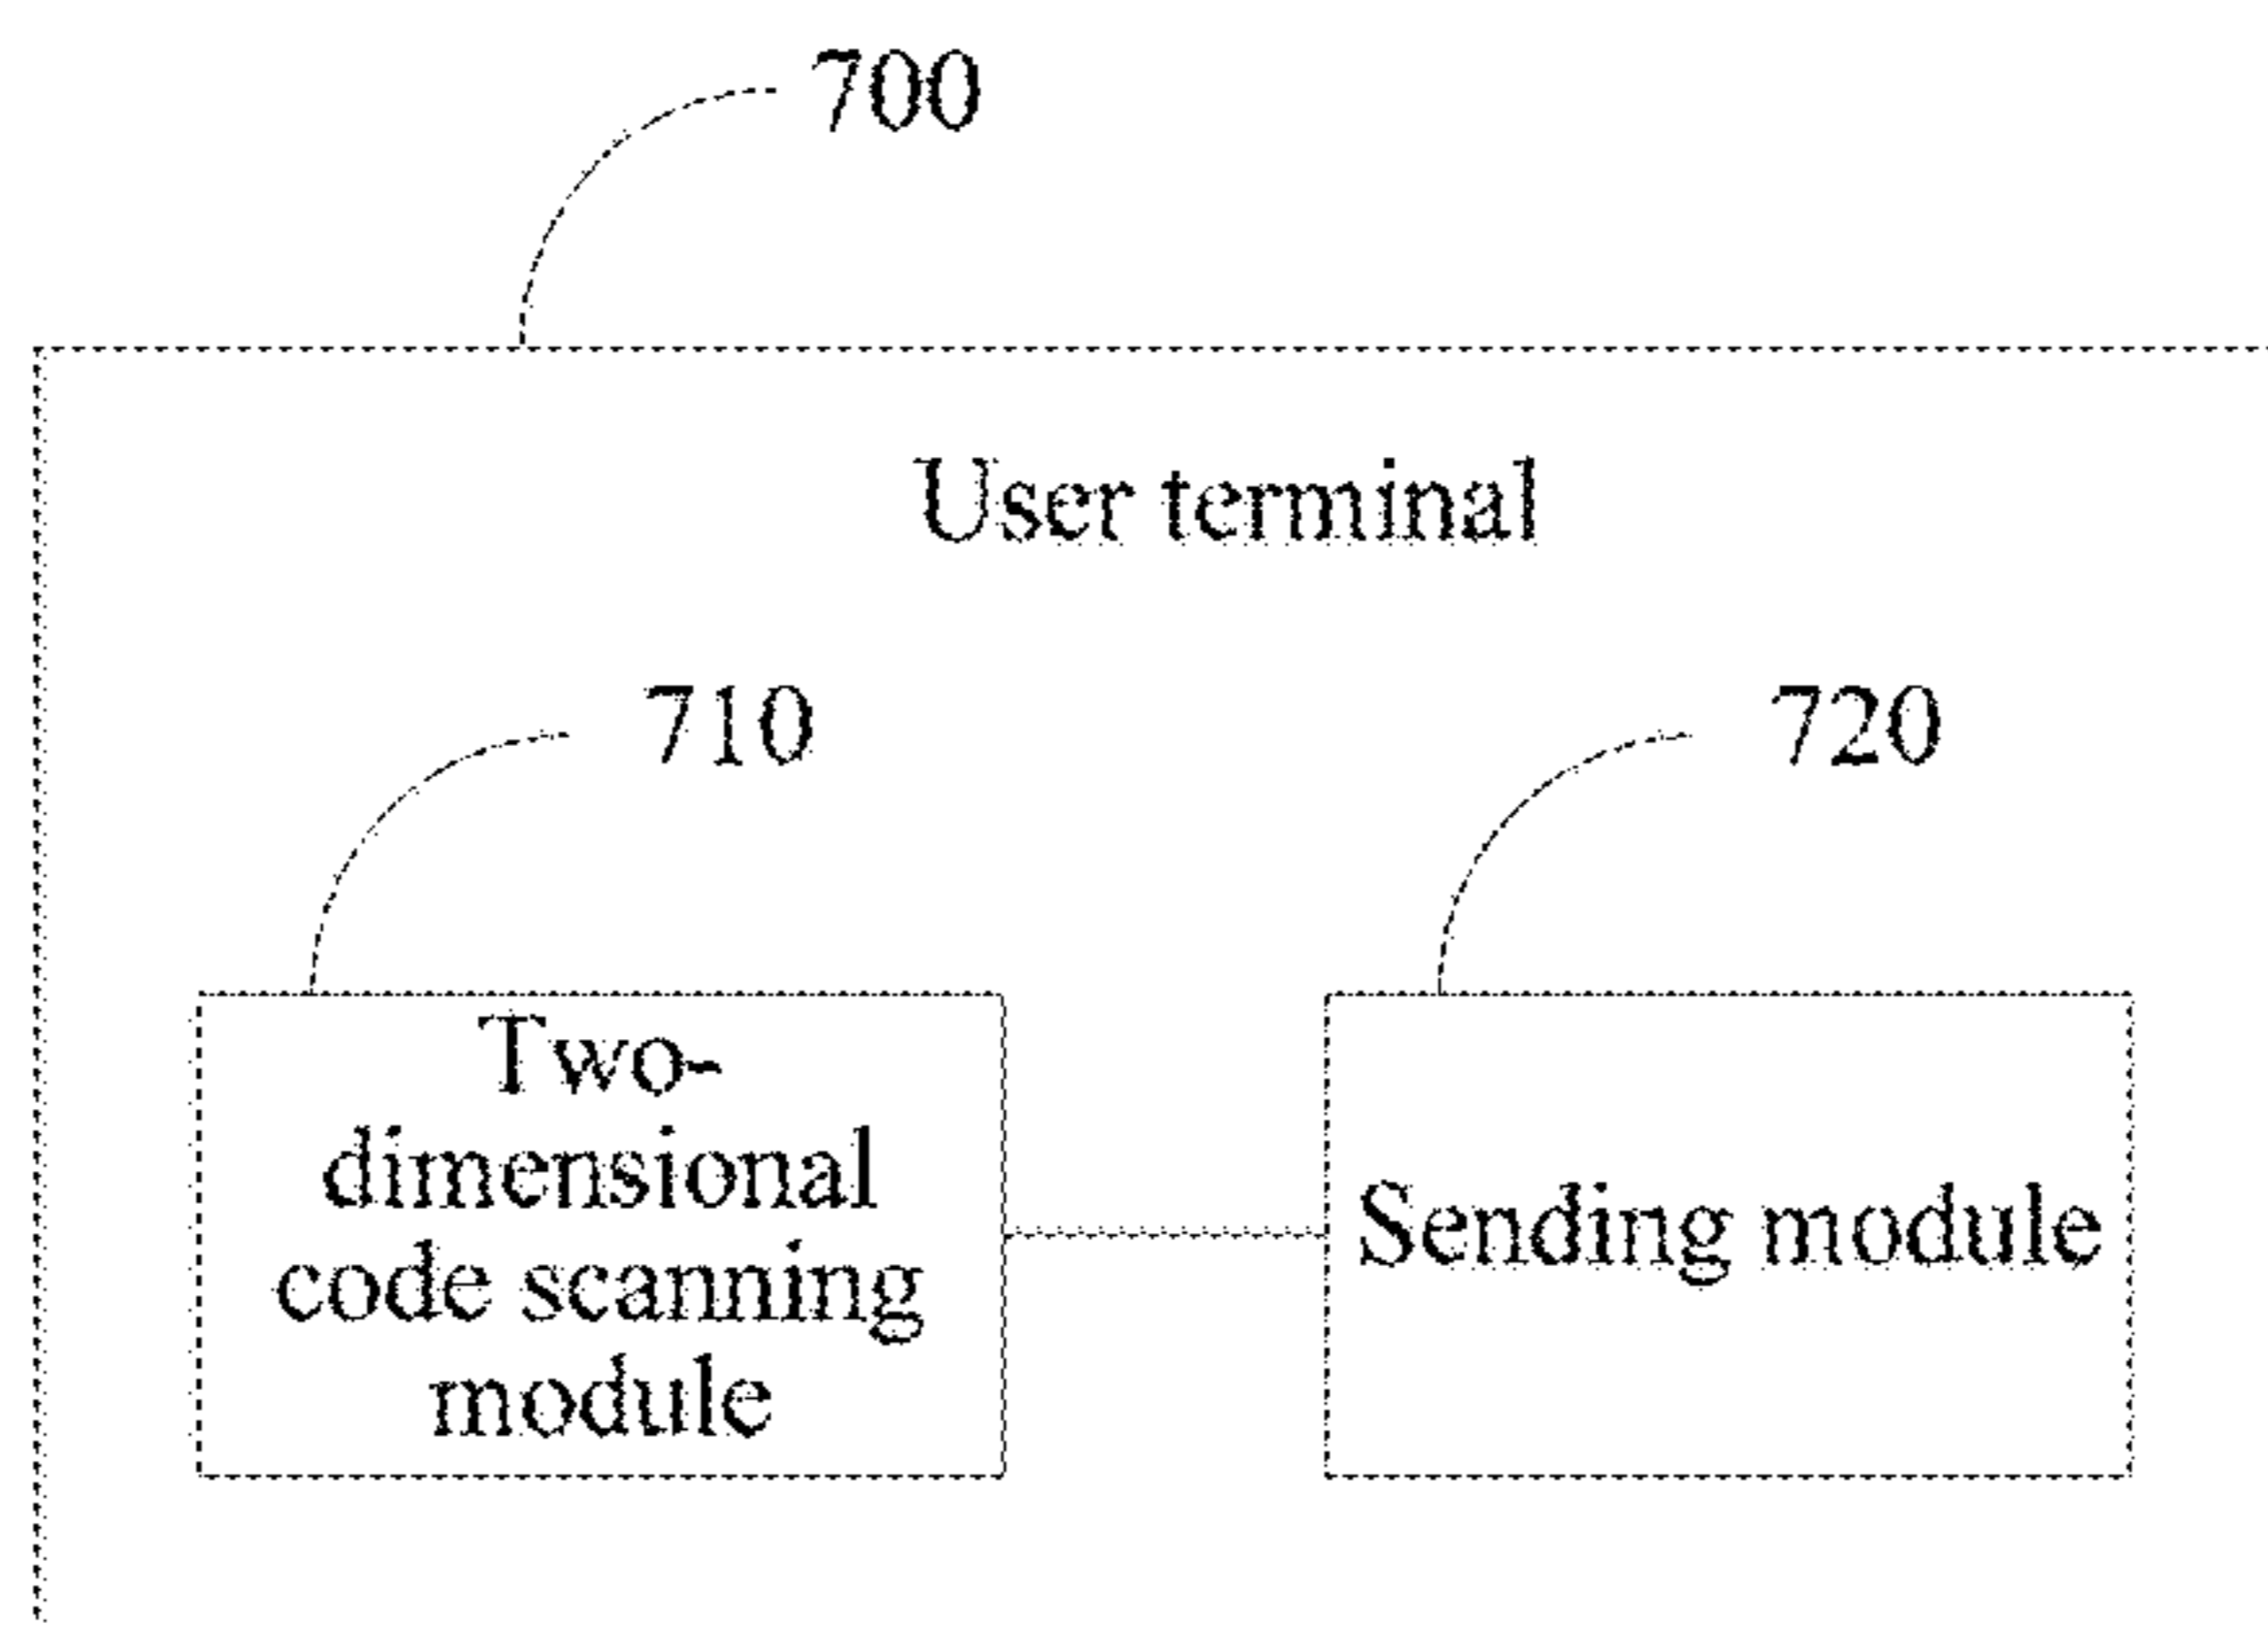 700
User terminal
710
720
Two-
dimensional
code scanning
module
Sending module